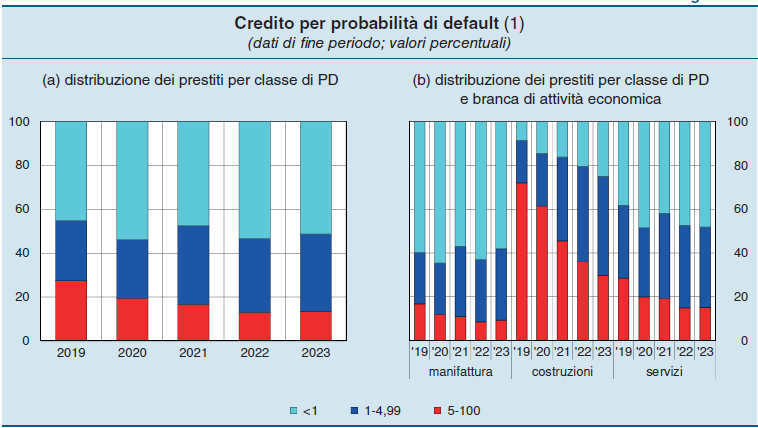 Credito per probabilità di default (1)
(dati di fine periodo; valori percentuali)
(a) distribuzione dei prestiti per classe di PD
100
80
60
40
20
0
2019 2020 2021 2022 2023
(b) distribuzione dei prestiti per classe di PD
e branca di attività economica
100
80
60
40
20
0
'19 '20 '21 '22 '23 '19 '20 '21 '22 '23 '19 '20 '21 '22 '23
manifattura costruzioni servizi
<1 1-4,99 5-100